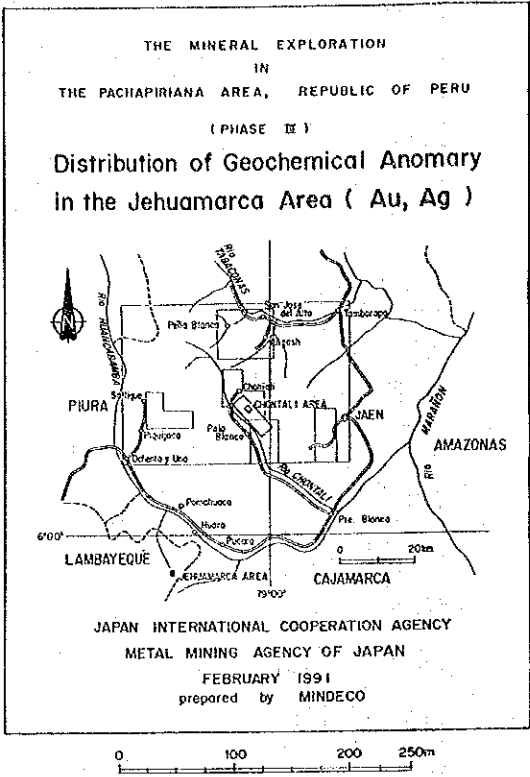 THE MINERAL EXPLORATION
IN
THE PACHAPIRIANA AREA, REPUBLIC OF PERU
(PHASE III)
Distribution of Geochemical Anomary
in the Jehuamarca Area ( Au, Ag )
Rio TABACONAS
Rio HUANCABAMBA
San Jose
del Alto
Tamborapa
Peña Blanca
Chontali
CHONTALI AREA
PIURA
JAEN
Palo
Blanco
Rio MARAÑON
AMAZONAS
Ochenta y Uno
Rio CHONTALI
Pomahuaca
Pte. Blanco
Huara
Pucara
6°00'
0 20km
LAMBAYEQUE
JEHUAMARCA AREA
CAJAMARCA
79°00'
JAPAN INTERNATIONAL COOPERATION AGENCY
METAL MINING AGENCY OF JAPAN
FEBRUARY 1991
prepared by MINDECO
0 100 200 250m